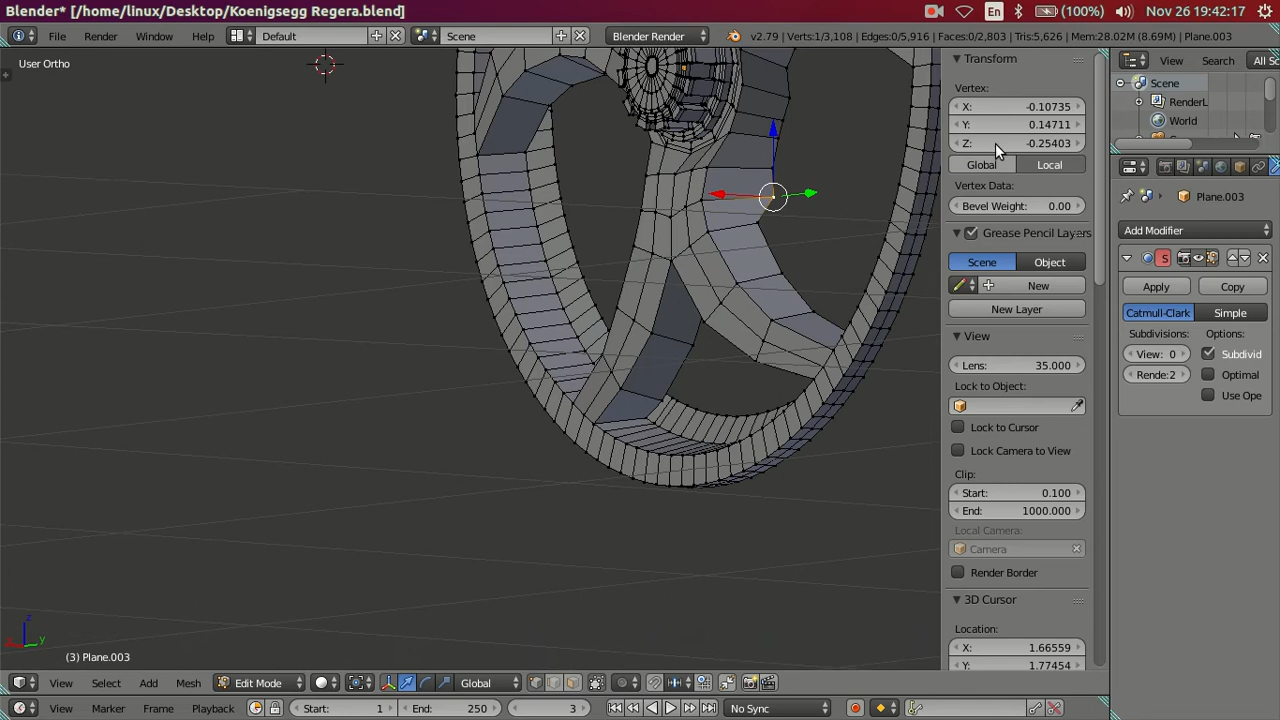 Blender* [/home/linux/Desktop/Koenigsegg Regera.blend]
En (100%) Nov 26 19:42:17
File Render Window Help Default Scene Blender Render v2.79 | Verts:1/3,108 | Edges:0/5,916 | Faces:0/2,803 | Tris:5,626 | Mem:28.02M (8.69M) | Plane.003
User Ortho
Transform
Vertex:
X: -0.10735
Y: 0.14711
Z: -0.25403
Global Local
Vertex Data:
Bevel Weight: 0.00
Grease Pencil Layers
Scene Object
New
New Layer
View
Lens: 35.000
Lock to Object:
Lock to Cursor
Lock Camera to View
Clip:
Start: 0.100
End: 1000.000
Local Camera:
Camera
Render Border
3D Cursor
Location:
X: 1.66559
Y: 1.77454
View Search All Sc
Scene
RenderL
World
Plane.003
Add Modifier
S
Apply Copy
Catmull-Clark Simple
Subdivisions: Options:
View: 0 Subdivid
Rende:2 Optimal
Use Ope
z
y
(3) Plane.003
View Select Add Mesh Edit Mode Global
View Marker Frame Playback Start: 1 End: 250 3 No Sync